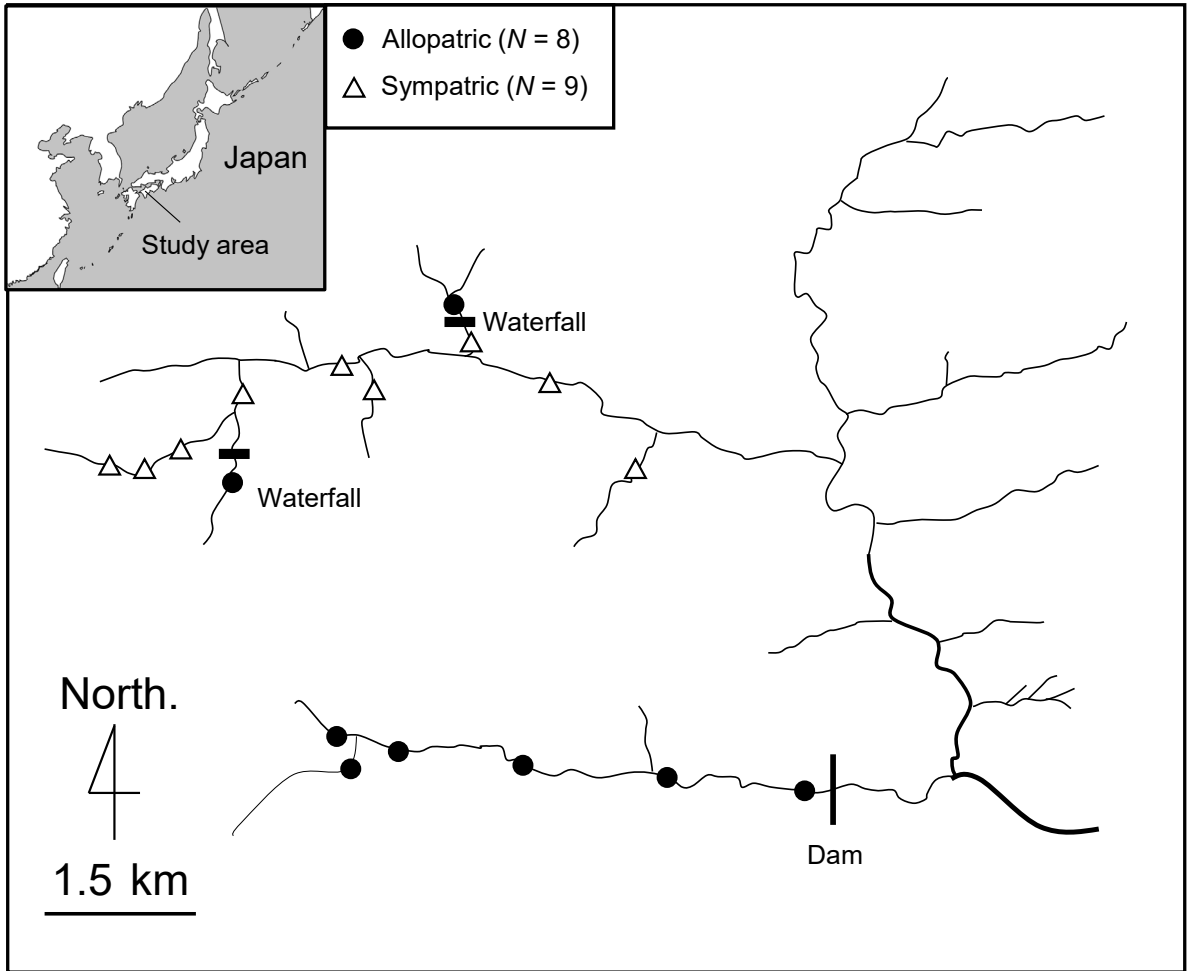 Allopatric (N = 8)
Sympatric (N = 9)
Japan
Study area
Waterfall
Waterfall
North.
1.5 km
Dam